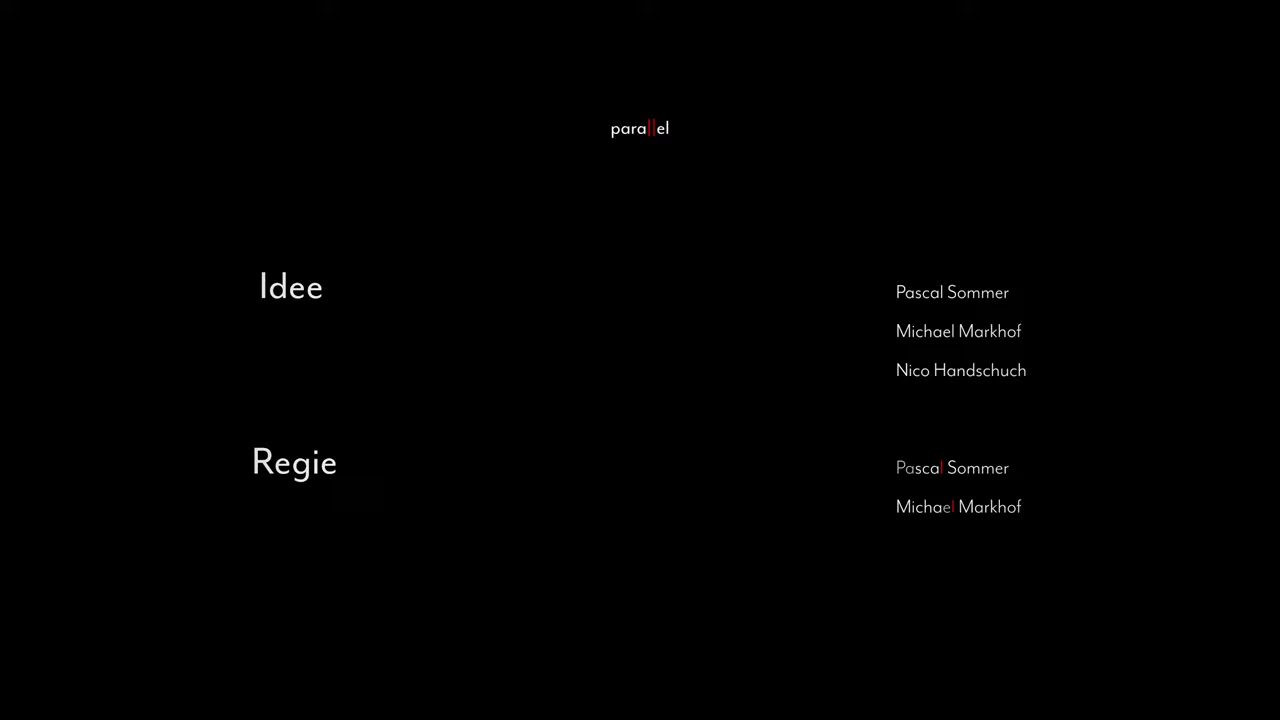 parallel
Idee
Pascal Sommer
Michael Markhof
Nico Handschuch
Regie
Pascal Sommer
Michael Markhof